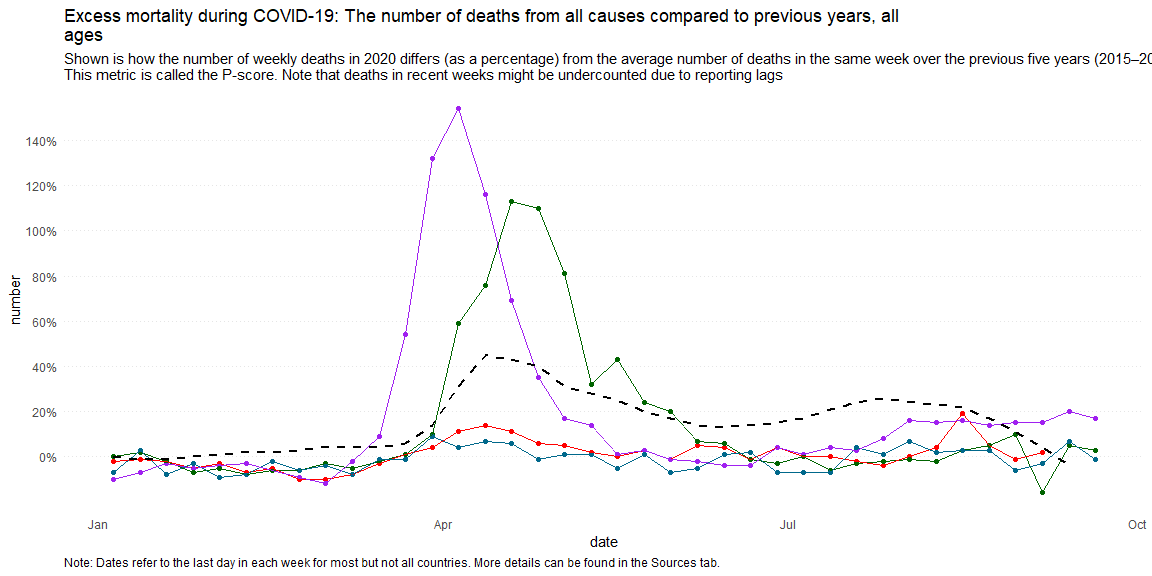 Excess mortality during COVID-19: The number of deaths from all causes compared to previous years, all
ages
Shown is how the number of weekly deaths in 2020 differs (as a percentage) from the average number of deaths in the same week over the previous five years (2015–20
This metric is called the P-score. Note that deaths in recent weeks might be undercounted due to reporting lags
140%
120%
100%
80%
60%
40%
20%
0%
number
Jan
Apr
Jul
Oct
date
Note: Dates refer to the last day in each week for most but not all countries. More details can be found in the Sources tab.